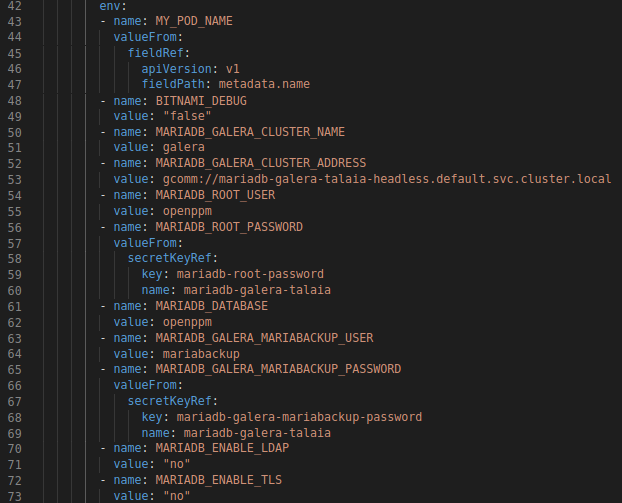 42 env:
43 - name: MY_POD_NAME
44 valueFrom:
45 fieldRef:
46 apiVersion: v1
47 fieldPath: metadata.name
48 - name: BITNAMI_DEBUG
49 value: "false"
50 - name: MARIADB_GALERA_CLUSTER_NAME
51 value: galera
52 - name: MARIADB_GALERA_CLUSTER_ADDRESS
53 value: gcomm://mariadb-galera-talaia-headless.default.svc.cluster.local
54 - name: MARIADB_ROOT_USER
55 value: openppm
56 - name: MARIADB_ROOT_PASSWORD
57 valueFrom:
58 secretKeyRef:
59 key: mariadb-root-password
60 name: mariadb-galera-talaia
61 - name: MARIADB_DATABASE
62 value: openppm
63 - name: MARIADB_GALERA_MARIABACKUP_USER
64 value: mariabackup
65 - name: MARIADB_GALERA_MARIABACKUP_PASSWORD
66 valueFrom:
67 secretKeyRef:
68 key: mariadb-galera-mariabackup-password
69 name: mariadb-galera-talaia
70 - name: MARIADB_ENABLE_LDAP
71 value: "no"
72 - name: MARIADB_ENABLE_TLS
73 value: "no"